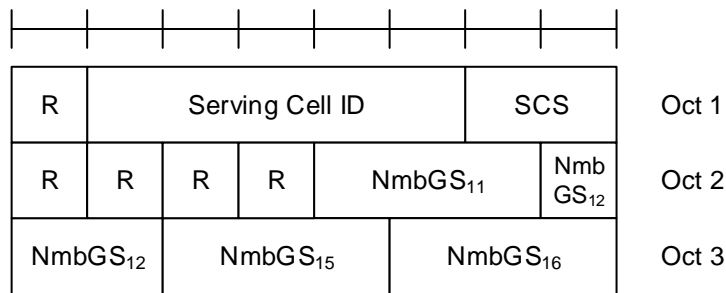 R Serving Cell ID SCS Oct 1
R R R R NmbGS₁₁ Nmb GS₁₂ Oct 2
NmbGS₁₂ NmbGS₁₅ NmbGS₁₆ Oct 3